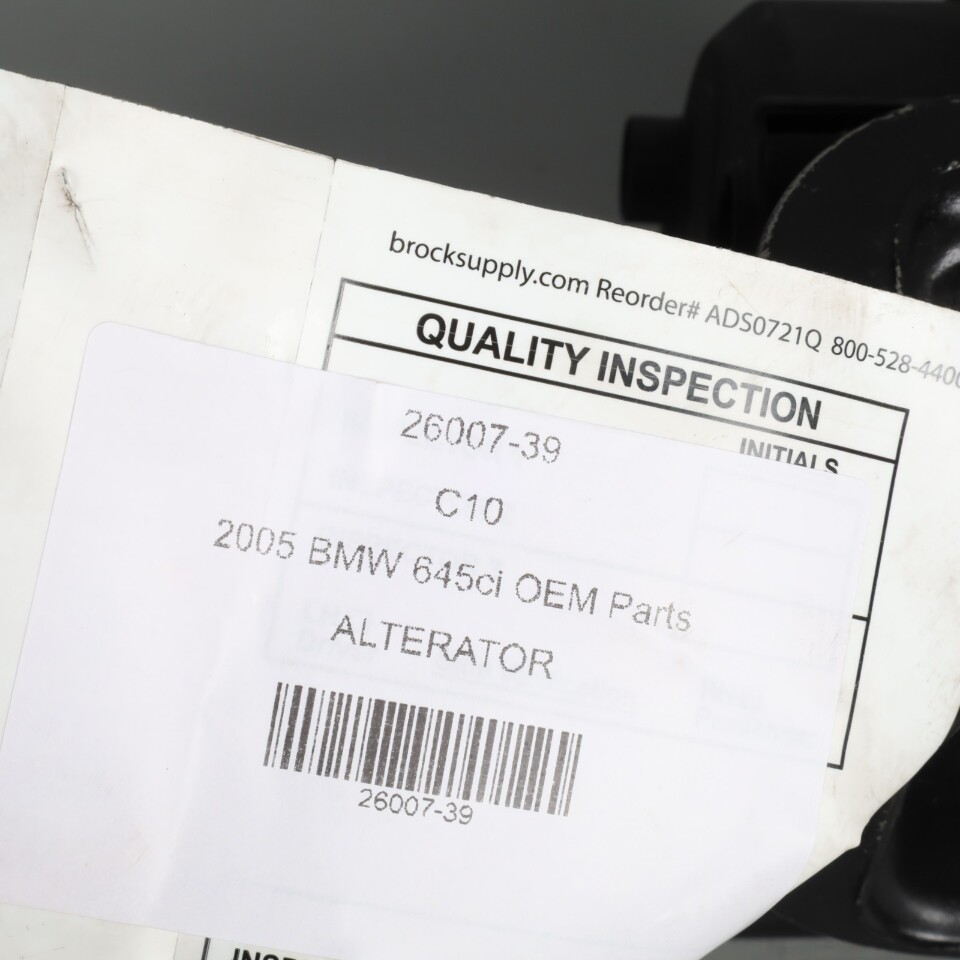 brocksupply.com Reorder# ADS0721Q 800-528-4400
QUALITY INSPECTION
INITIALS
26007-39
C10
2005 BMW 645ci OEM Parts
ALTERATOR
26007-39